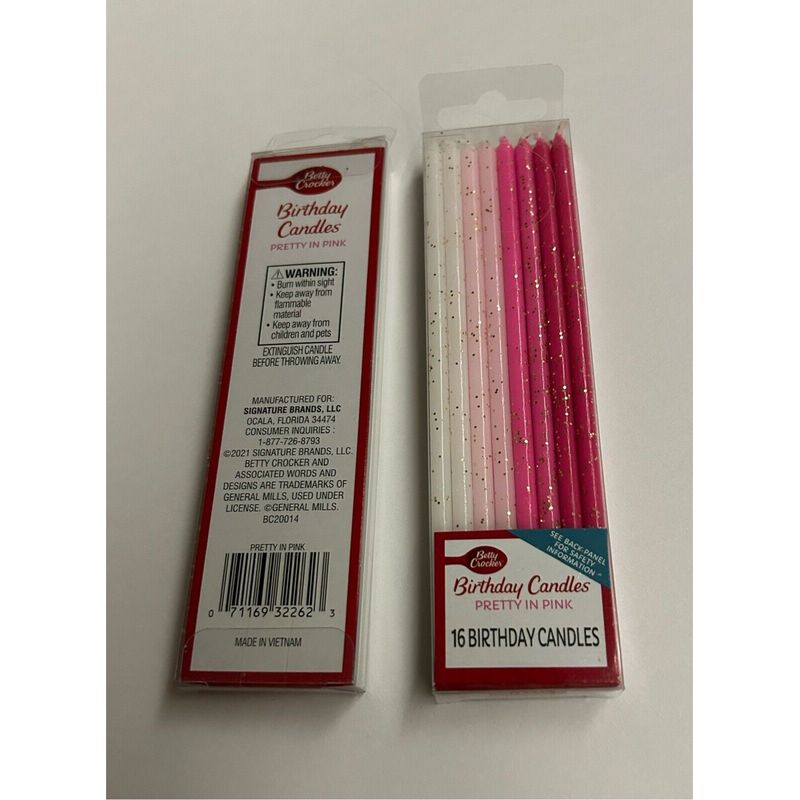 Betty
Crocker
Birthday
Candles
PRETTY IN PINK
⚠ WARNING:
• Burn within sight
• Keep away from
flammable
material
• Keep away from
children and pets
EXTINGUISH CANDLE
BEFORE THROWING AWAY.
MANUFACTURED FOR:
SIGNATURE BRANDS, LLC
OCALA, FLORIDA 34474
CONSUMER INQUIRIES :
1-877-726-8793
©2021 SIGNATURE BRANDS, LLC.
BETTY CROCKER AND
ASSOCIATED WORDS AND
DESIGNS ARE TRADEMARKS OF
GENERAL MILLS, USED UNDER
LICENSE. ©GENERAL MILLS.
BC20014
PRETTY IN PINK
0 71169 32262 3
MADE IN VIETNAM
SEE BACK PANEL
FOR SAFETY
INFORMATION
Betty
Crocker
Birthday Candles
PRETTY IN PINK
16 BIRTHDAY CANDLES